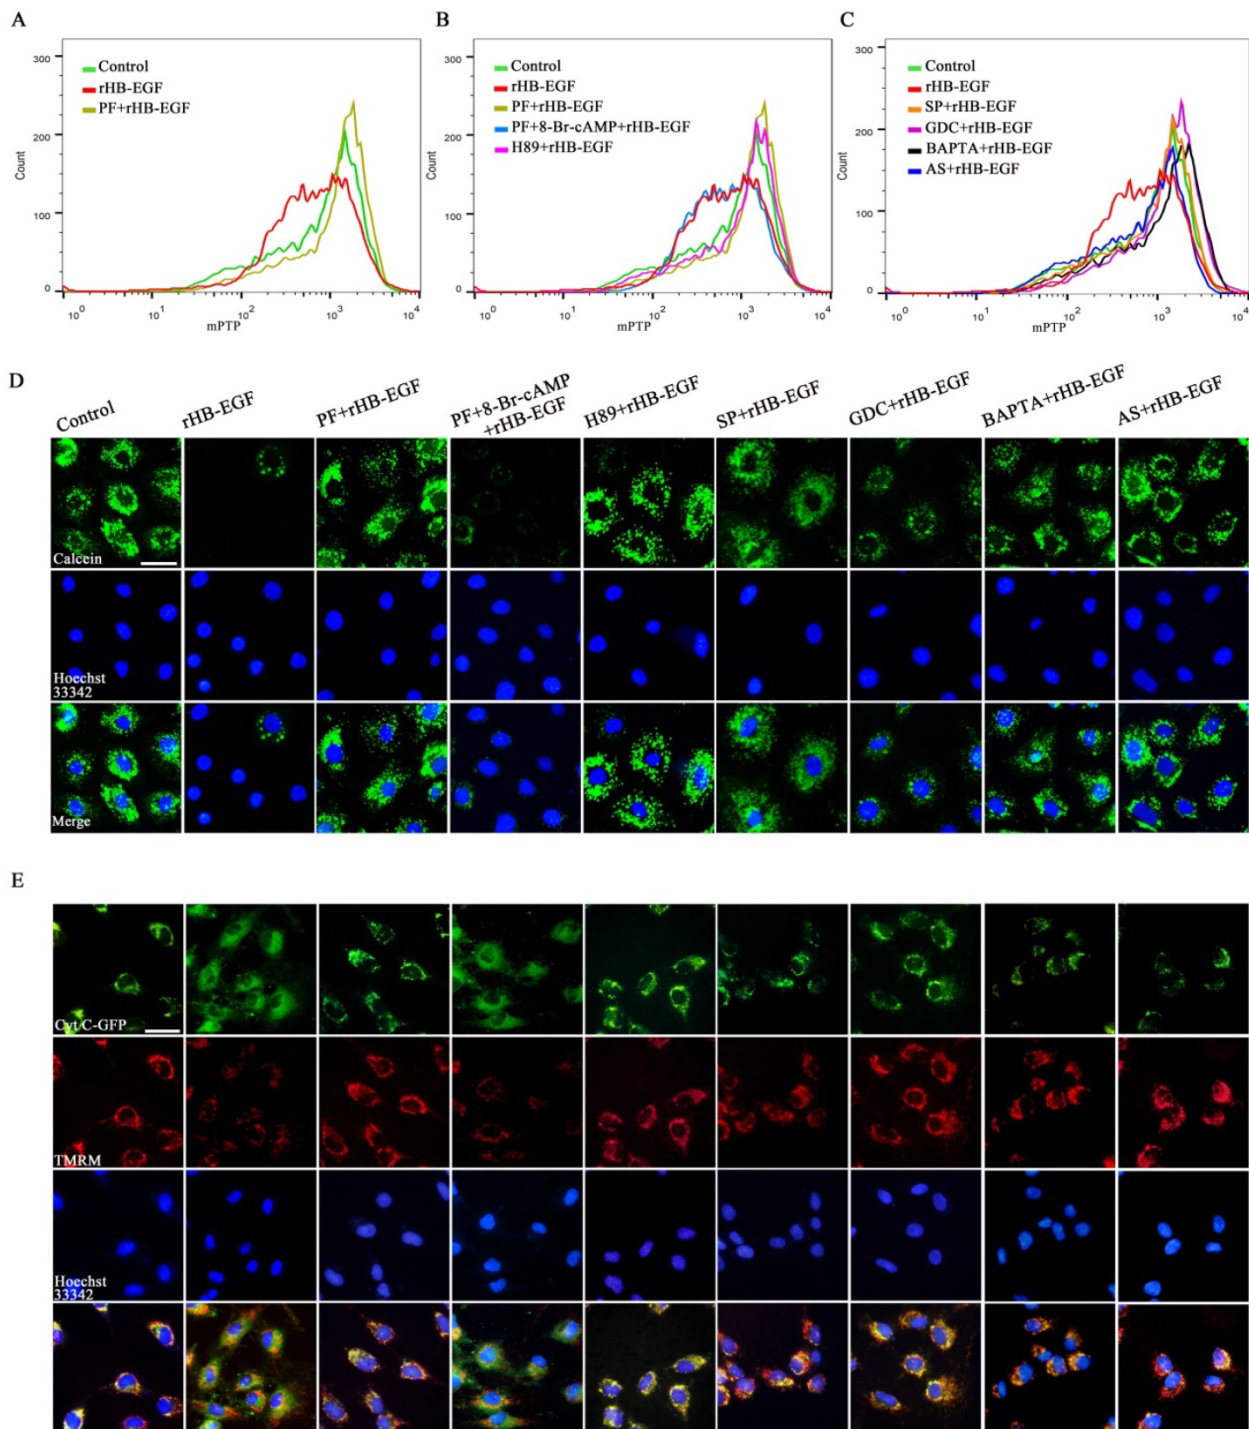 A
B
C
300
200
100
0
Count
Control
rHB-EGF
PF+rHB-EGF
10^0
10^1
10^2
10^3
10^4
mPTP
300
200
100
0
Count
Control
rHB-EGF
PF+rHB-EGF
PF+8-Br-cAMP+rHB-EGF
H89+rHB-EGF
10^0
10^1
10^2
10^3
10^4
mPTP
300
200
100
0
Count
Control
rHB-EGF
SP+rHB-EGF
GDC+rHB-EGF
BAPTA+rHB-EGF
AS+rHB-EGF
10^0
10^1
10^2
10^3
10^4
mPTP
D
Control
rHB-EGF
PF+rHB-EGF
PF+8-Br-cAMP
+rHB-EGF
H89+rHB-EGF
SP+rHB-EGF
GDC+rHB-EGF
BAPTA+rHB-EGF
AS+rHB-EGF
Calcein
Hoechst
33342
Merge
E
Cyt C-GFP
TMRM
Hoechst
33342